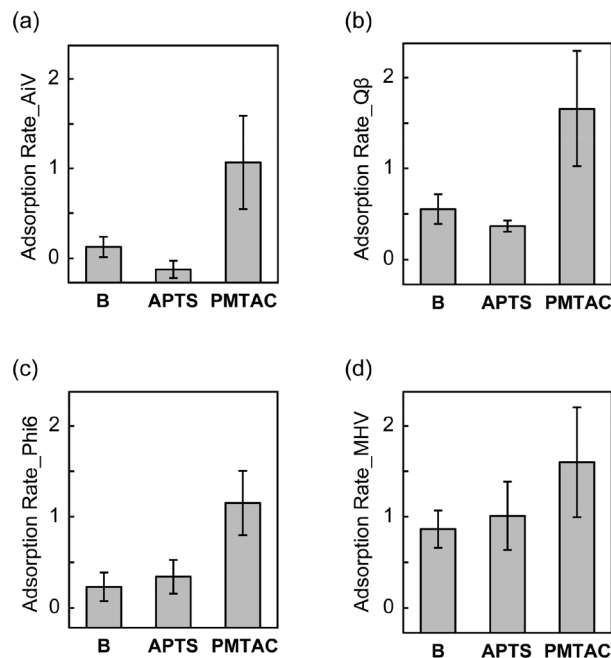 (a)
Adsorption Rate_AiV
2
1
0
B APTS PMTAC
(b)
Adsorption Rate_Qβ
2
1
0
B APTS PMTAC
(c)
Adsorption Rate_Phi6
2
1
0
B APTS PMTAC
(d)
Adsorption Rate_MHV
2
1
0
B APTS PMTAC